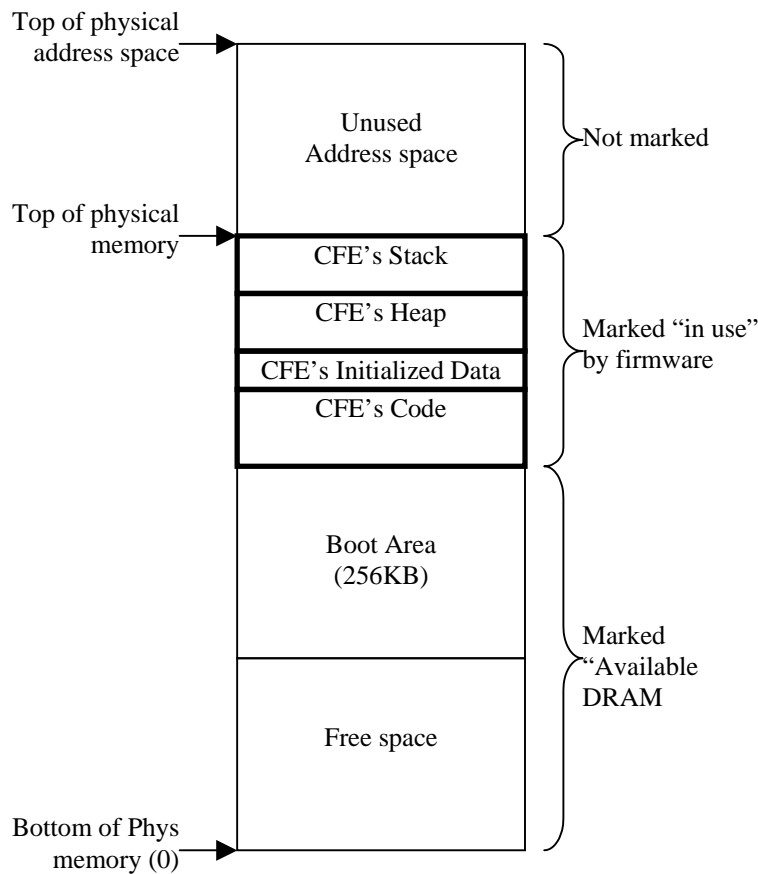 Top of physical
address space
Unused
Address space
Not marked
Top of physical
memory
CFE’s Stack
CFE’s Heap
CFE’s Initialized Data
CFE’s Code
Marked “in use”
by firmware
Boot Area
(256KB)
Marked
“Available
DRAM
Free space
Bottom of Phys
memory (0)